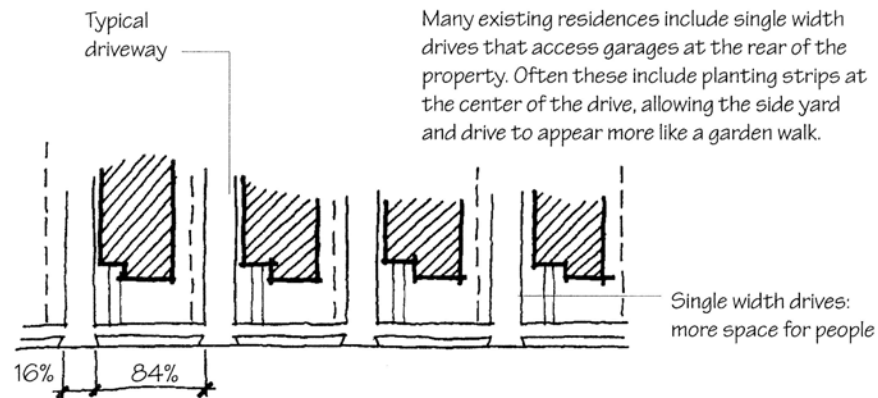 Typical
driveway
Many existing residences include single width
drives that access garages at the rear of the
property. Often these include planting strips at
the center of the drive, allowing the side yard
and drive to appear more like a garden walk.
Single width drives:
more space for people
16%
84%